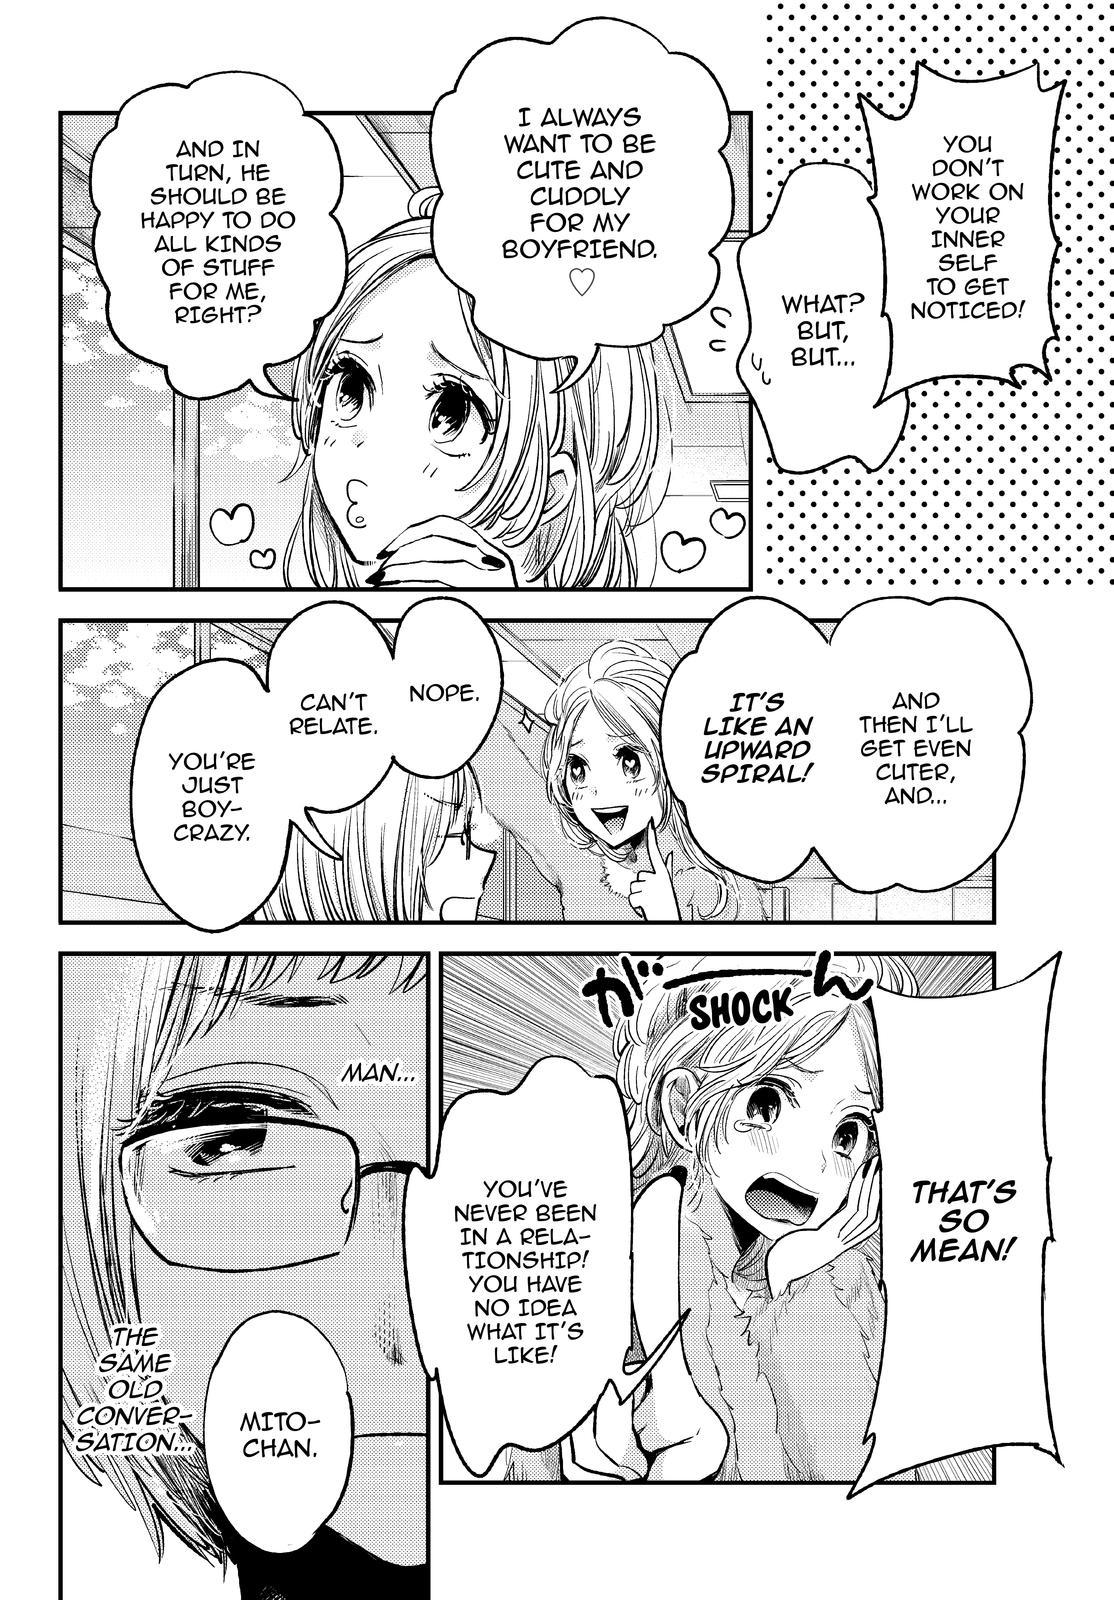 YOU
DON'T
WORK ON
YOUR
INNER
SELF
TO GET
NOTICED!
WHAT?
BUT,
BUT...
I ALWAYS
WANT TO BE
CUTE AND
CUDDLY
FOR MY
BOYFRIEND.
♡
AND IN
TURN, HE
SHOULD BE
HAPPY TO DO
ALL KINDS
OF STUFF
FOR ME,
RIGHT?
AND
THEN I'LL
GET EVEN
CUTER,
AND...
IT'S
LIKE AN
UPWARD
SPIRAL!
NOPE.
CAN'T
RELATE.
YOU'RE
JUST
BOY-
CRAZY.
がーん
SHOCK
THAT'S
SO
MEAN!
YOU'VE
NEVER BEEN
IN A RELA-
TIONSHIP!
YOU HAVE
NO IDEA
WHAT IT'S
LIKE!
MAN...
THE
SAME
OLD
CONVER-
SATION...
MITO-
CHAN.